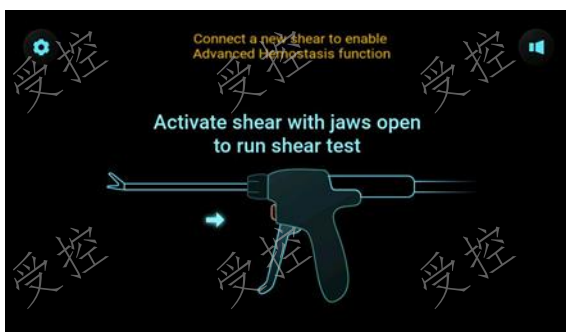 Connect a new shear to enable
Advanced Hemostasis function
受控
受控
受控
Activate shear with jaws open
to run shear test
受控
受控
受控